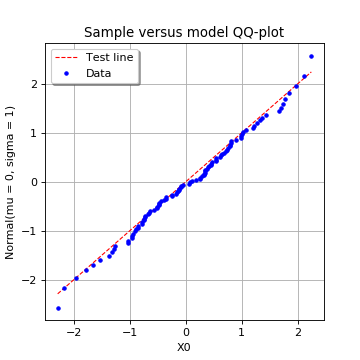 Sample versus model QQ-plot
Test line
Data
Normal(mu = 0, sigma = 1)
2
1
0
−1
−2
−2
−1
0
1
2
X0